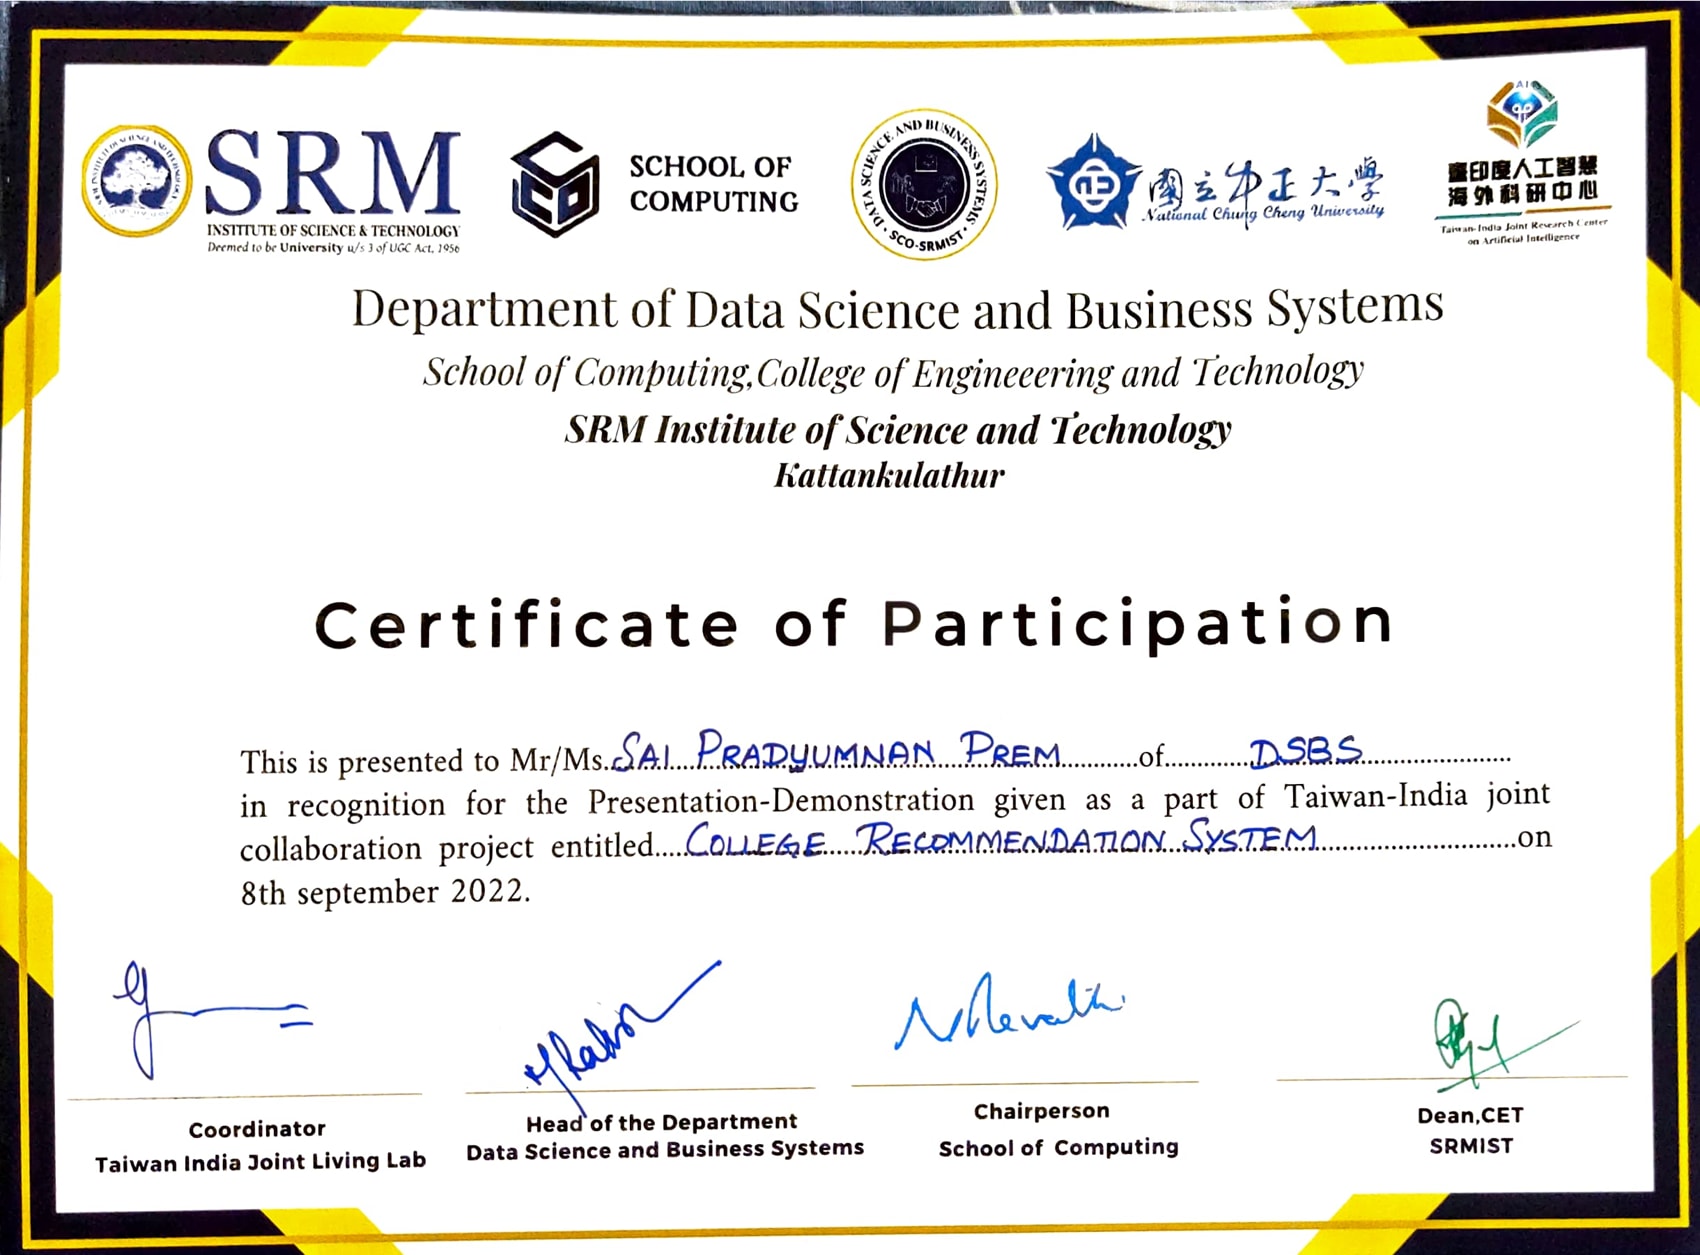 SRM
INSTITUTE OF SCIENCE & TECHNOLOGY
Deemed to be University u/s 3 of UGC Act, 1956
SCHOOL OF
COMPUTING
DATA SCIENCE AND BUSINESS SYSTEMS
SCO-SRMIST
國立中正大學
National Chung Cheng University
AI
臺印度人工智慧
海外科研中心
Taiwan-India Joint Research Center
on Artificial Intelligence
Department of Data Science and Business Systems
School of Computing,College of Engineeering and Technology
SRM Institute of Science and Technology
Kattankulathur
Certificate of Participation
This is presented to Mr/Ms..SAI PRADYUMNAN PREM..........of............DSBS......................
in recognition for the Presentation-Demonstration given as a part of Taiwan-India joint
collaboration project entitled....COLLEGE RECOMMENDATION SYSTEM............................on
8th september 2022.
Coordinator
Taiwan India Joint Living Lab
Head of the Department
Data Science and Business Systems
N Revathi
Chairperson
School of Computing
Dean,CET
SRMIST